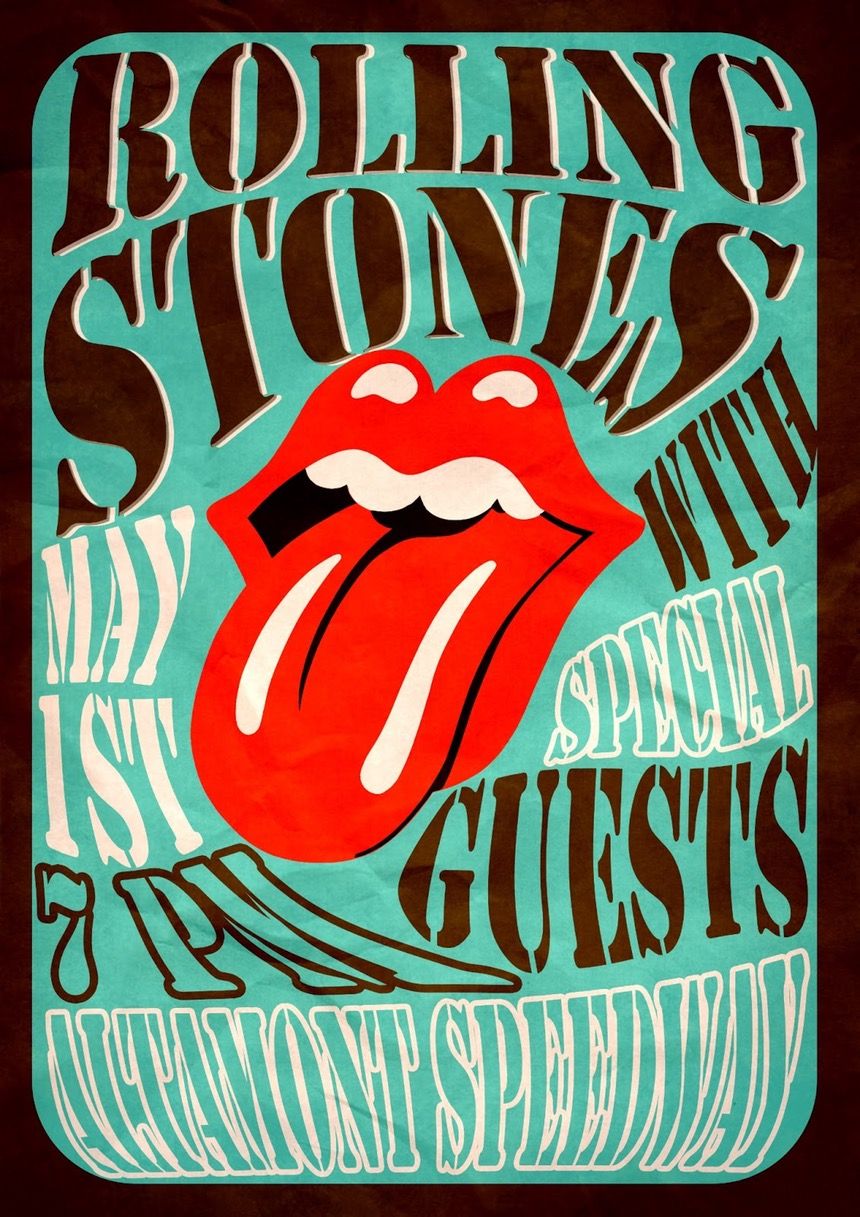 ROLLING
STONES
WITH
SPECIAL
GUESTS
MAY
1ST
7 PM
ALTAMONT SPEEDWAY